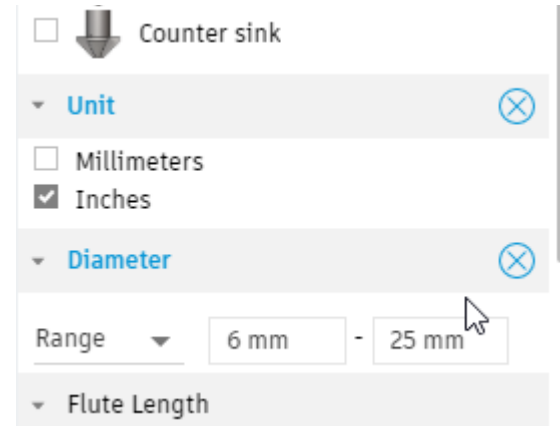 Counter sink
Unit
Millimeters
Inches
Diameter
Range 6 mm - 25 mm
Flute Length